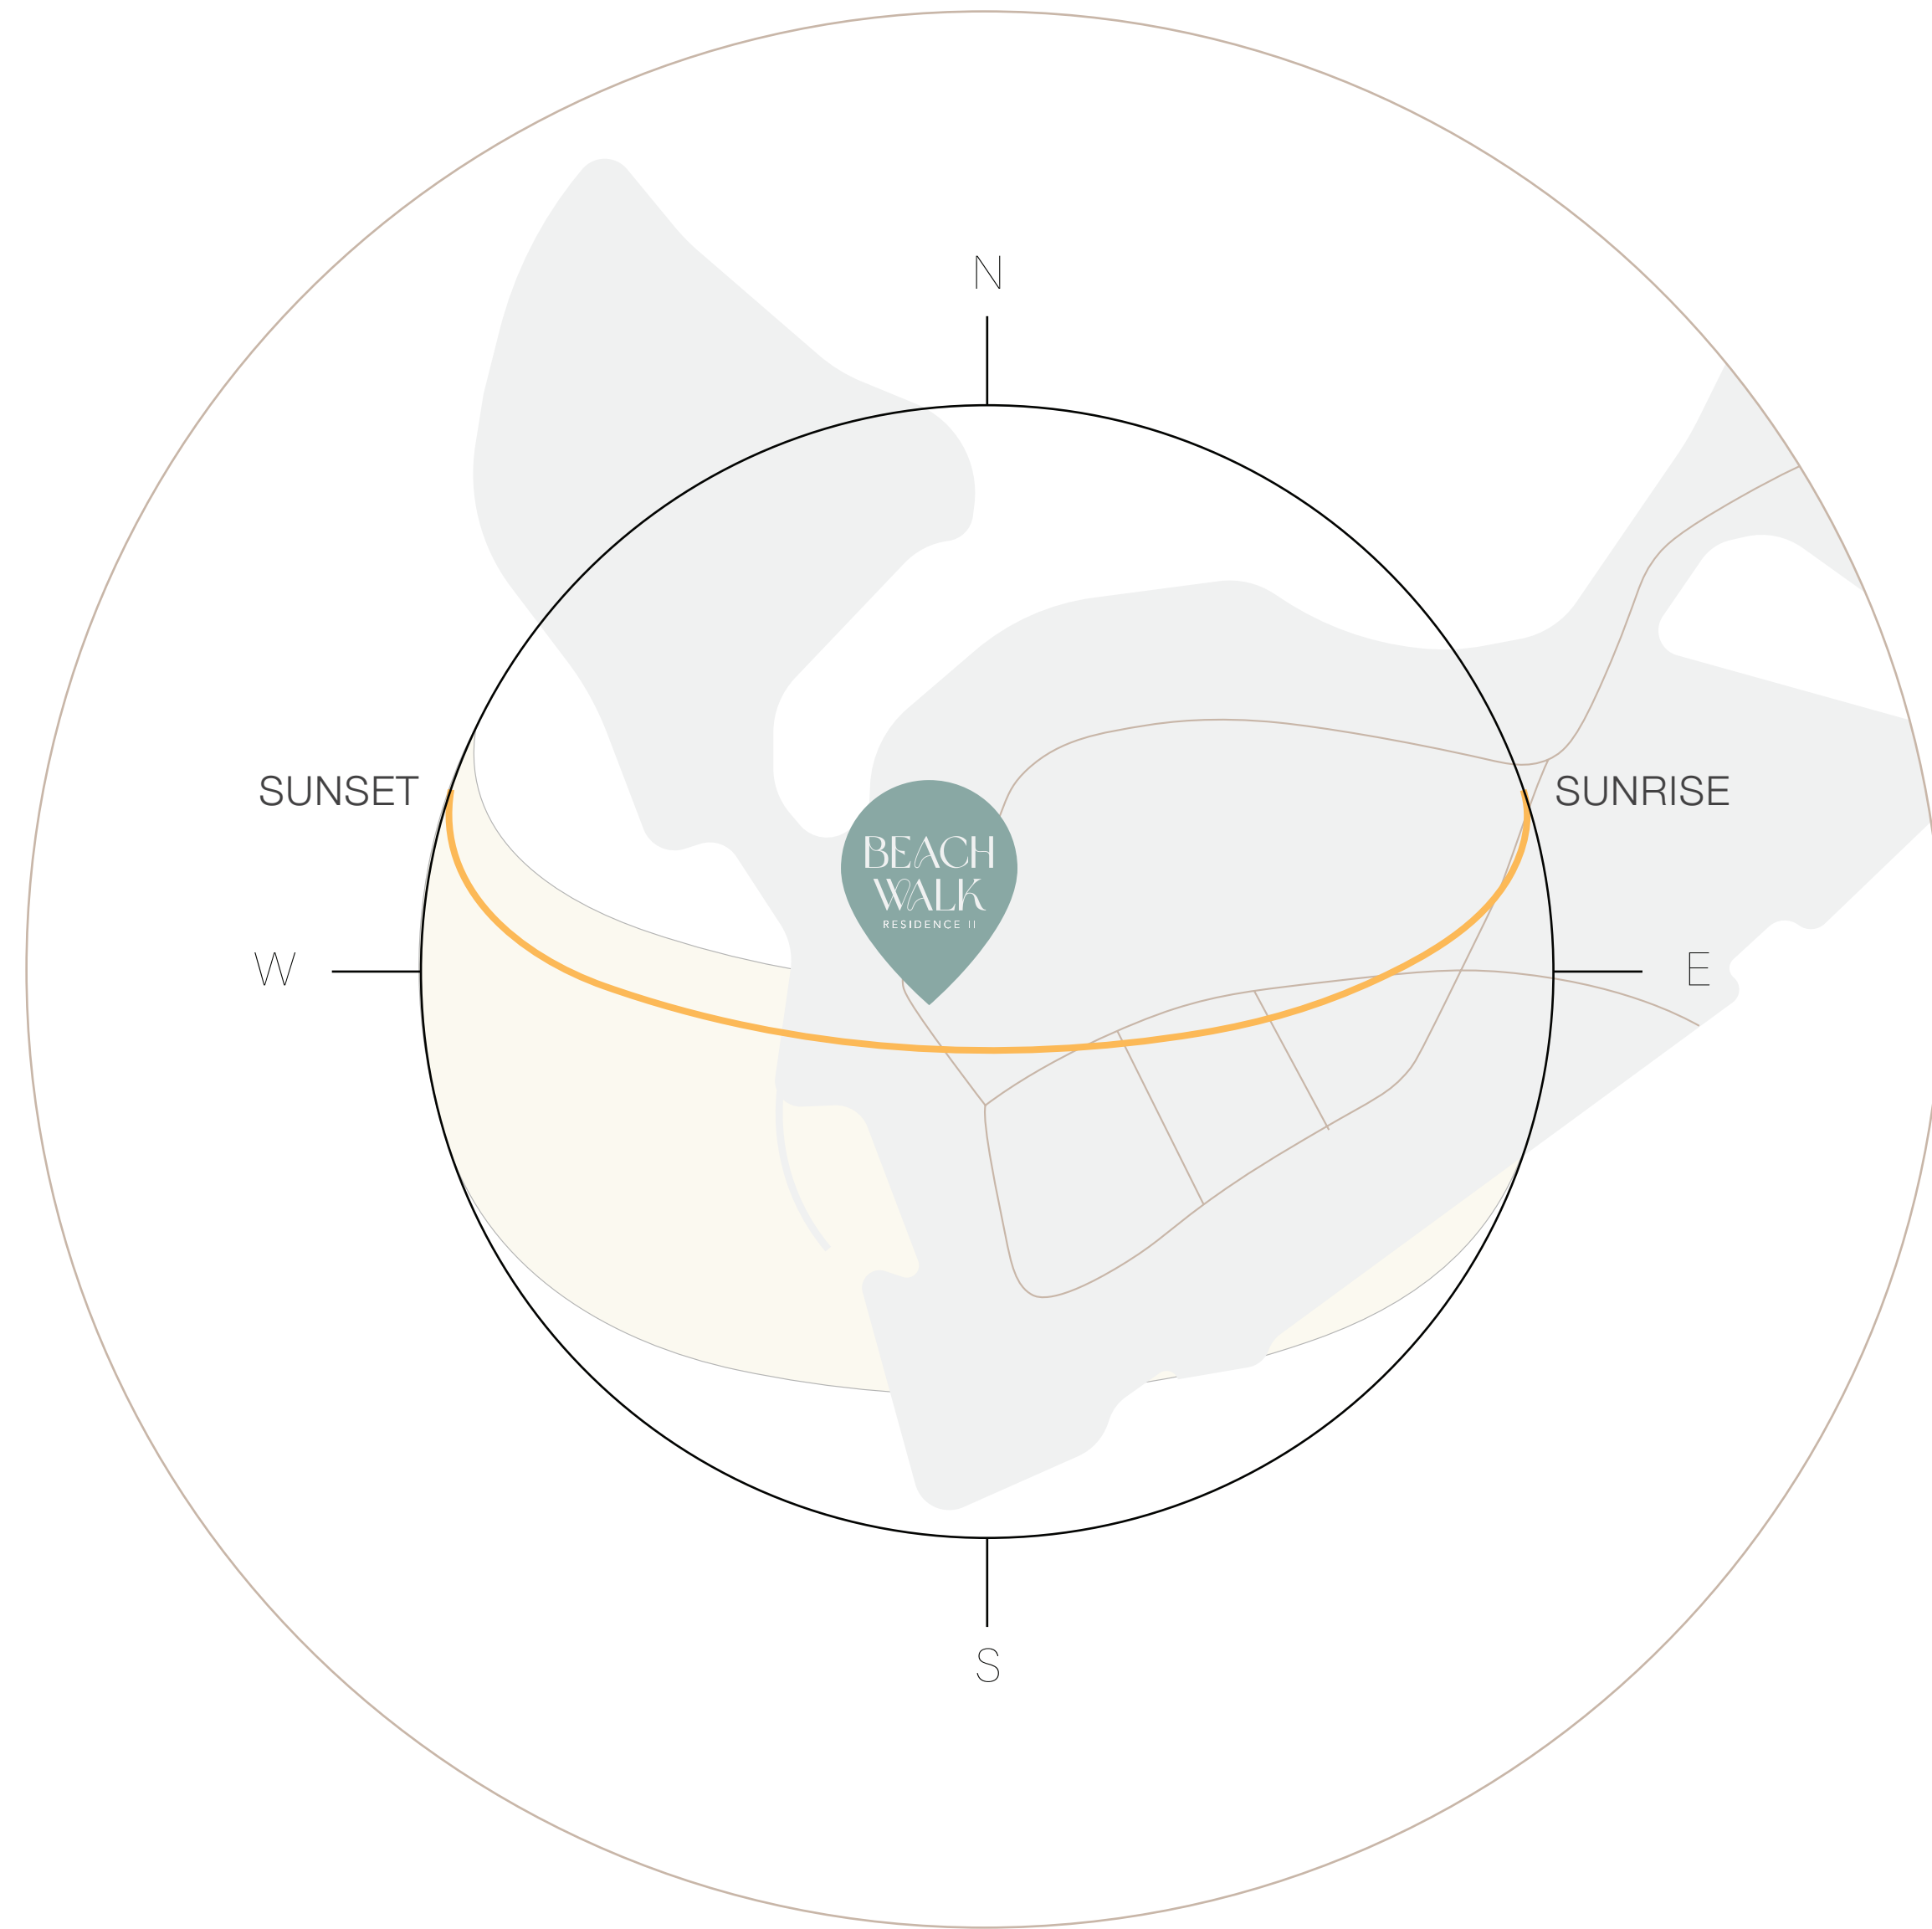 N
SUNSET
SUNRISE
BEACH
WALK
RESIDENCE II
W
E
S